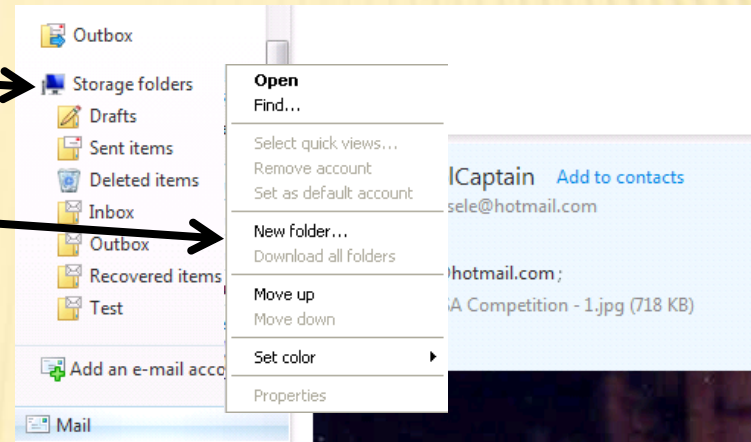 Outbox
Storage folders
Drafts
Sent items
Deleted items
Inbox
Outbox
Recovered items
Test
Add an e-mail acco
Mail
Open
Find...
Select quick views...
Remove account
Set as default account
New folder...
Download all folders
Move up
Move down
Set color
Properties
lCaptain Add to contacts
sele@hotmail.com
hotmail.com;
A Competition - 1.jpg (718 KB)